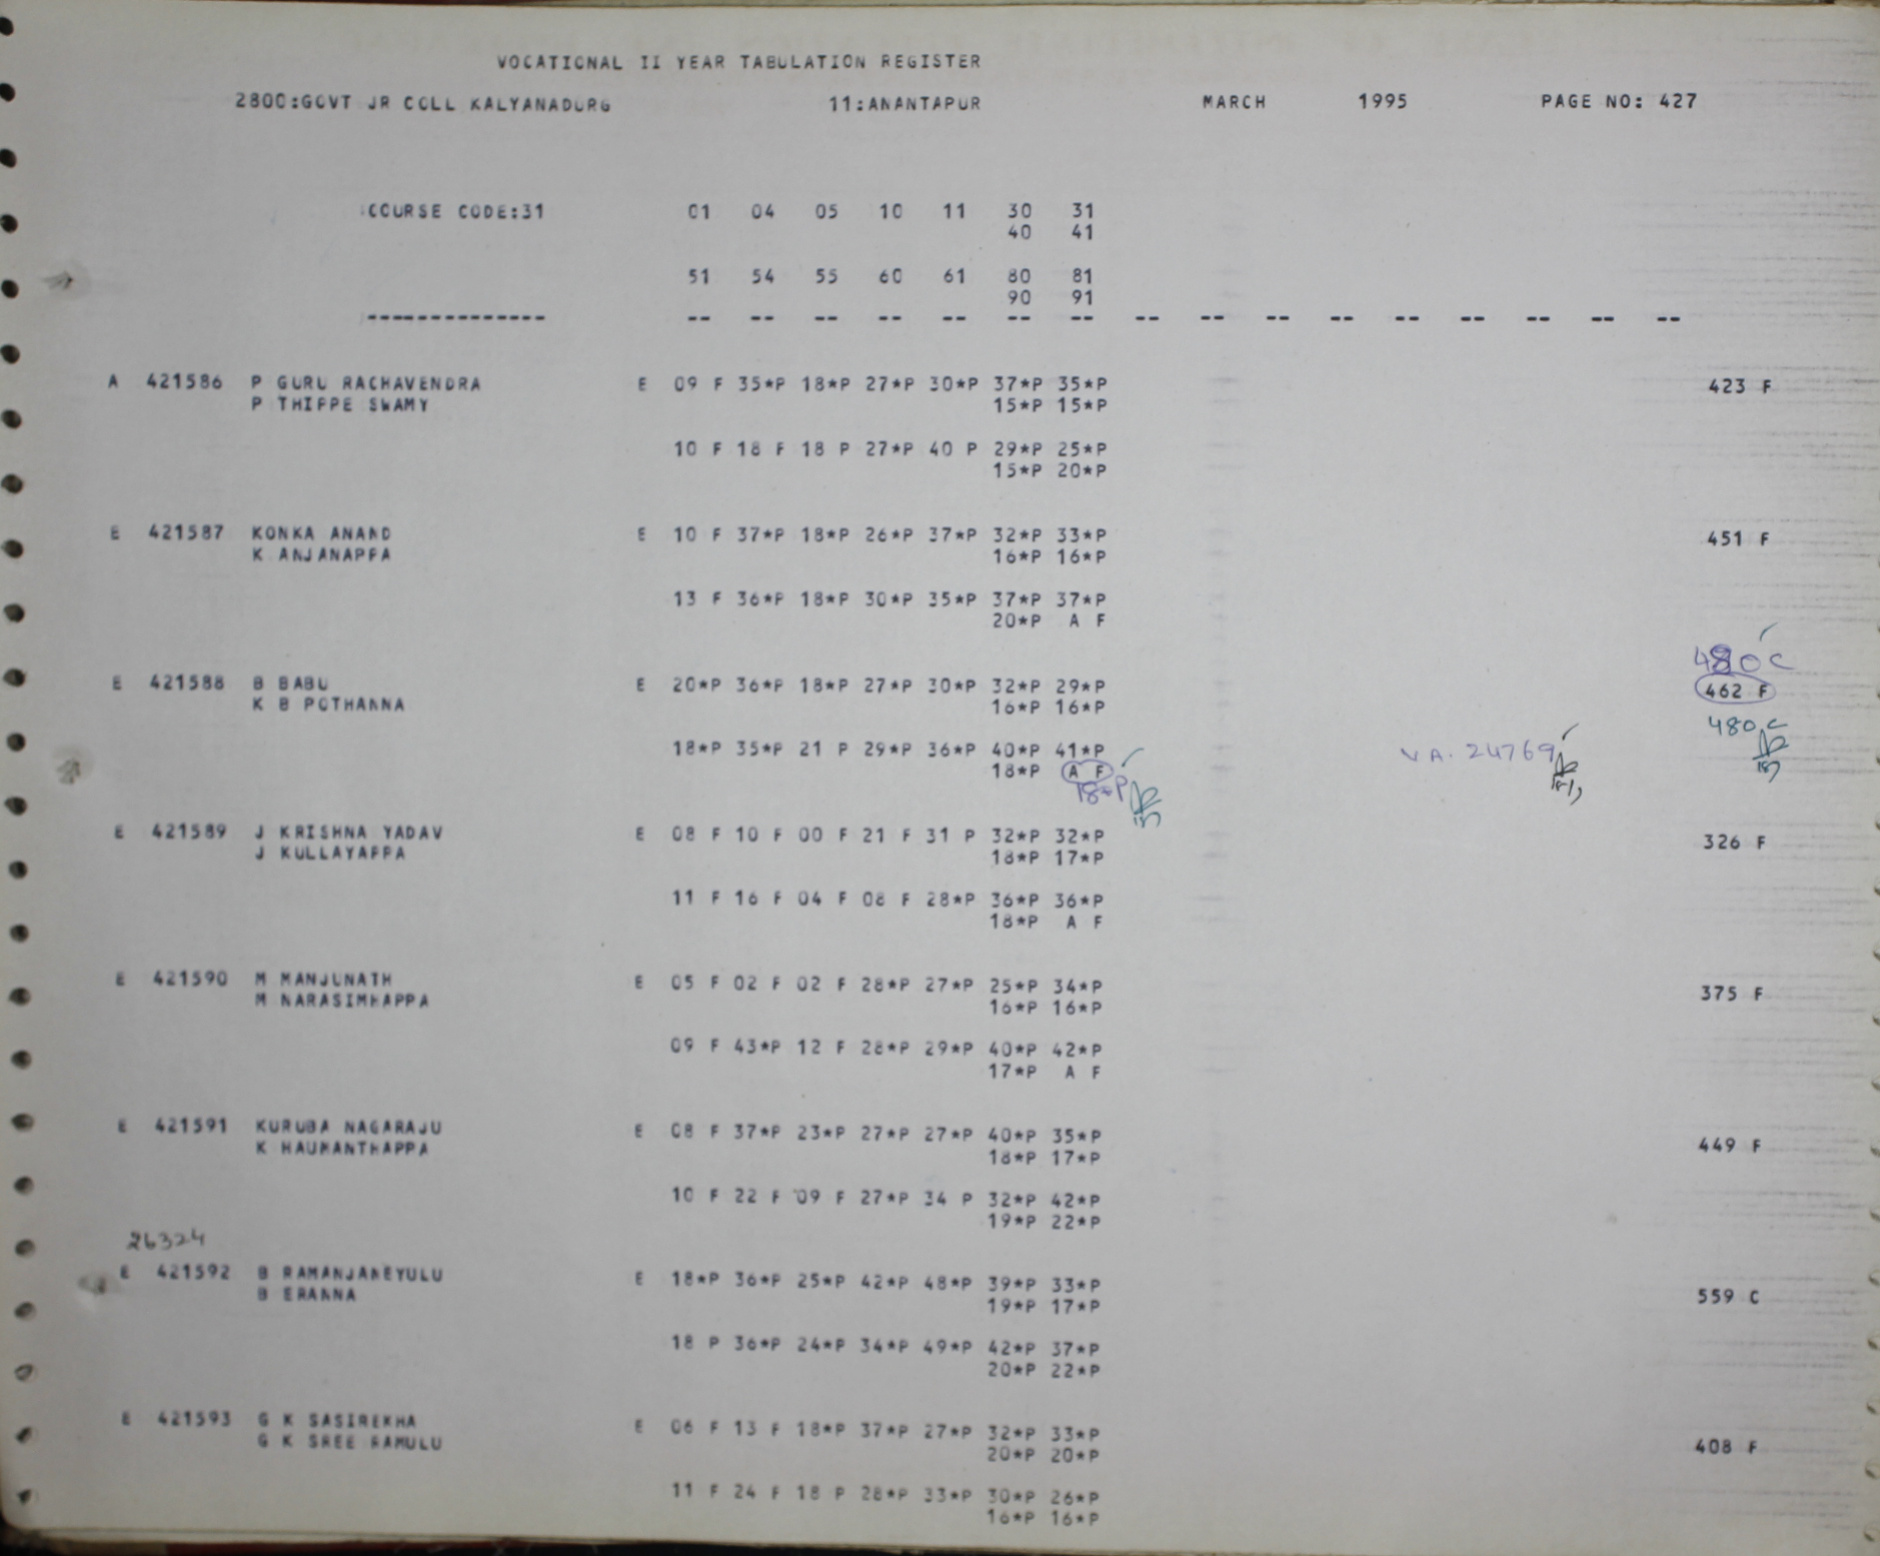 VOCATIONAL II YEAR TABULATION REGISTER
2800:GOVT JR COLL KALYANADURG 11:ANANTAPUR MARCH 1995 PAGE NO: 427
COURSE CODE:31 01 04 05 10 11 30 31
40 41
51 54 55 60 61 80 81
90 91
-------------- -- -- -- -- -- -- -- -- -- -- -- -- -- -- -- --
A 421586 P GURU RAGHAVENDRA E 09 F 35*P 18*P 27*P 30*P 37*P 35*P 423 F
P THIPPE SWAMY 15*P 15*P
10 F 18 F 18 P 27*P 40 P 29*P 25*P
15*P 20*P
E 421587 KONKA ANAND E 10 F 37*P 18*P 26*P 37*P 32*P 33*P 451 F
K ANJANAPPA 16*P 16*P
13 F 36*P 18*P 30*P 35*P 37*P 37*P
20*P A F
480 C
E 421588 B BABU E 20*P 36*P 18*P 27*P 30*P 32*P 29*P 462 F
K B POTHANNA 16*P 16*P
480 C
18*P 35*P 21 P 29*P 36*P 40*P 41*P VA. 24769
18*P A F
18*P
E 421589 J KRISHNA YADAV E 08 F 10 F 00 F 21 F 31 P 32*P 32*P 326 F
J KULLAYAPPA 18*P 17*P
11 F 16 F 04 F 08 F 28*P 36*P 36*P
18*P A F
E 421590 M MANJUNATH E 05 F 02 F 02 F 28*P 27*P 25*P 34*P 375 F
M NARASIMHAPPA 16*P 16*P
09 F 43*P 12 F 28*P 29*P 40*P 42*P
17*P A F
E 421591 KURUBA NAGARAJU E 08 F 37*P 23*P 27*P 27*P 40*P 35*P 449 F
K HAUMANTHAPPA 18*P 17*P
10 F 22 F 09 F 27*P 34 P 32*P 42*P
19*P 22*P
26324
E 421592 B RAMANJANEYULU E 18*P 36*P 25*P 42*P 48*P 39*P 33*P 559 C
B ERANNA 19*P 17*P
18 P 36*P 24*P 34*P 49*P 42*P 37*P
20*P 22*P
E 421593 G K SASIREKHA E 06 F 13 F 18*P 37*P 27*P 32*P 33*P 408 F
G K SREE RAMULU 20*P 20*P
11 F 24 F 18 P 28*P 33*P 30*P 26*P
16*P 16*P